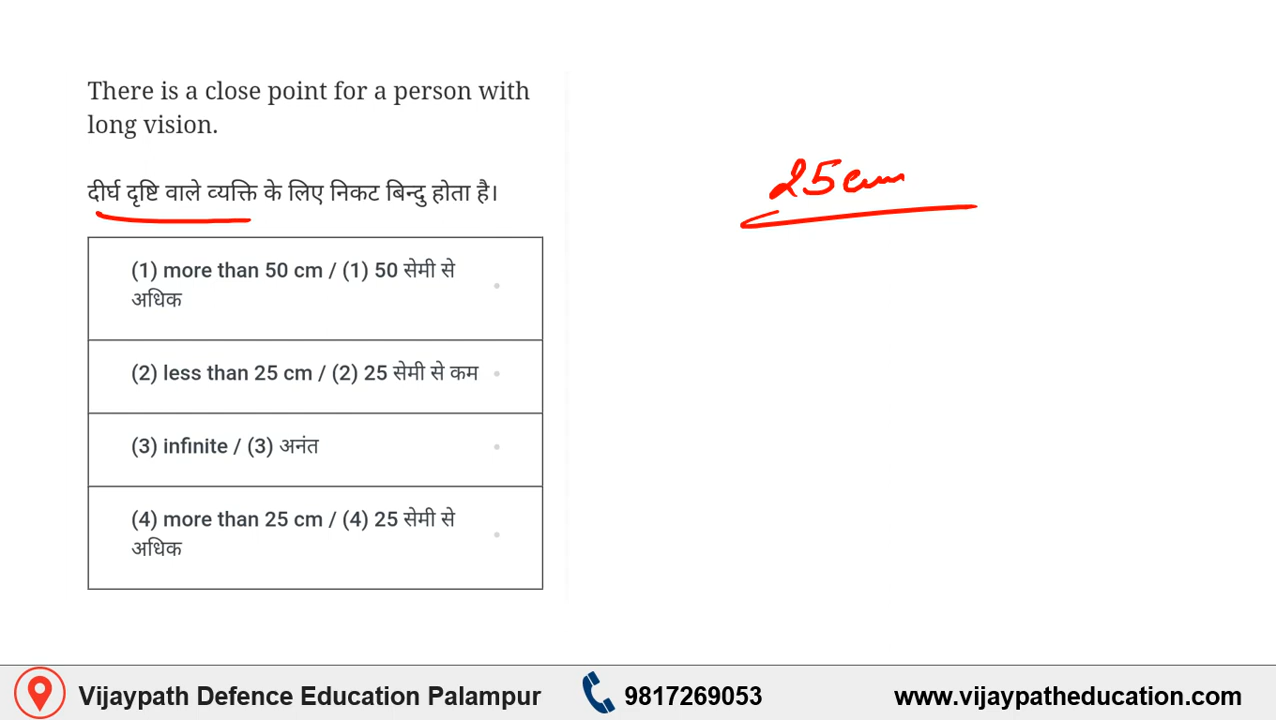 There is a close point for a person with
long vision.
दीर्घ दृष्टि वाले व्यक्ति के लिए निकट बिन्दु होता है।
(1) more than 50 cm / (1) 50 सेमी से
अधिक
(2) less than 25 cm / (2) 25 सेमी से कम
(3) infinite / (3) अनंत
(4) more than 25 cm / (4) 25 सेमी से
अधिक
25cm
Vijaypath Defence Education Palampur
9817269053
www.vijaypatheducation.com